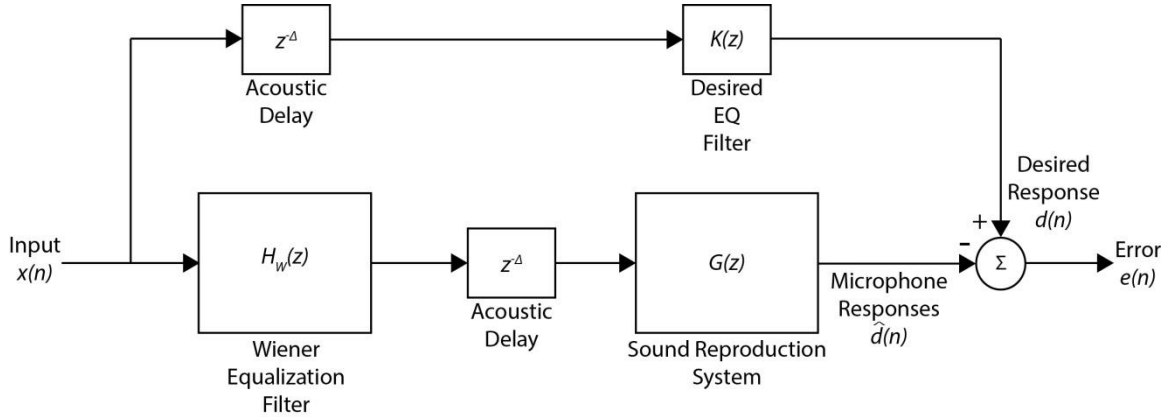 z^-Δ
Acoustic
Delay
K(z)
Desired
EQ
Filter
Desired
Response
d(n)
+
-
Input
x(n)
H_W(z)
Wiener
Equalization
Filter
z^-Δ
Acoustic
Delay
G(z)
Sound Reproduction
System
Microphone
Responses
d̂(n)
Σ
Error
e(n)